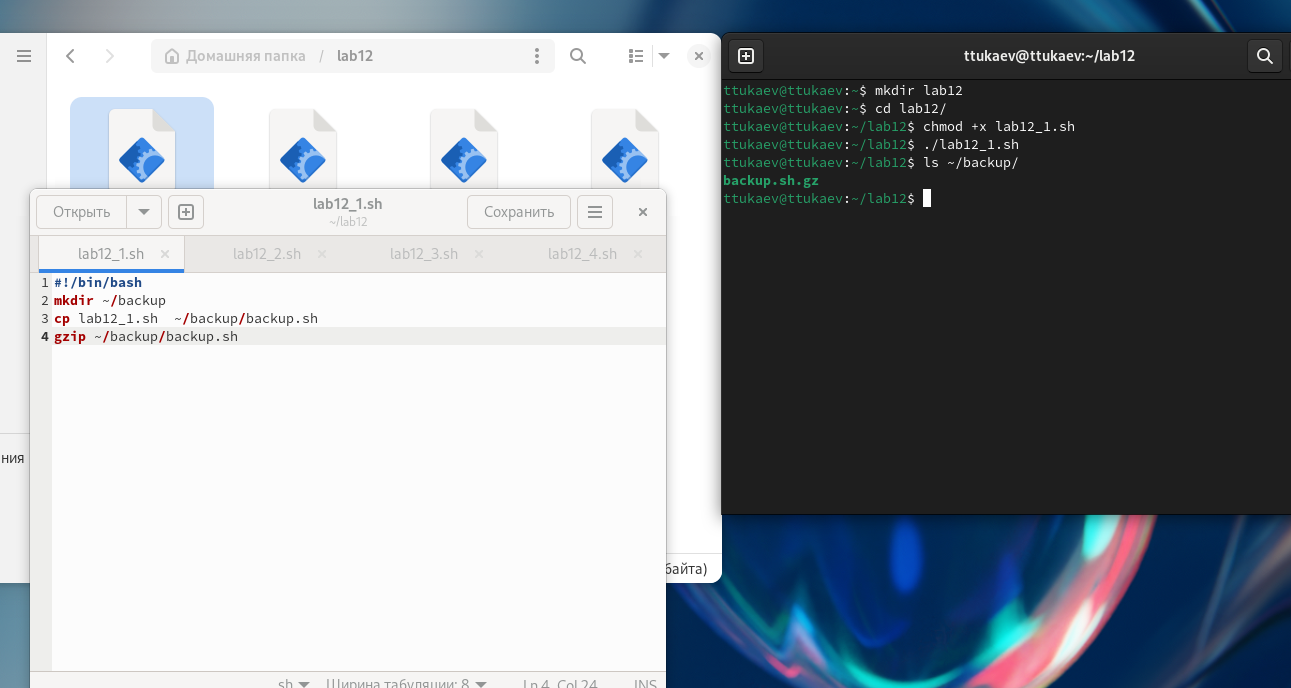 Домашняя папка / lab12
ния
байта)
Открыть
lab12_1.sh
~/lab12
Сохранить
lab12_1.sh lab12_2.sh lab12_3.sh lab12_4.sh
1 #!/bin/bash
2 mkdir ~/backup
3 cp lab12_1.sh  ~/backup/backup.sh
4 gzip ~/backup/backup.sh
sh Ширина табуляции: 8 Ln 4, Col 24 INS
ttukaev@ttukaev:~/lab12
ttukaev@ttukaev:~$ mkdir lab12
ttukaev@ttukaev:~$ cd lab12/
ttukaev@ttukaev:~/lab12$ chmod +x lab12_1.sh
ttukaev@ttukaev:~/lab12$ ./lab12_1.sh
ttukaev@ttukaev:~/lab12$ ls ~/backup/
backup.sh.gz
ttukaev@ttukaev:~/lab12$